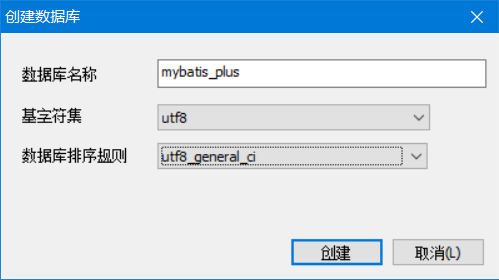 创建数据库
数据库名称 mybatis_plus
基字符集 utf8
数据库排序规则 utf8_general_ci
创建 取消(L)